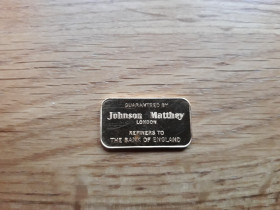 GUARANTEED BY
Johnson Matthey
LONDON
REFINERS TO
THE BANK OF ENGLAND